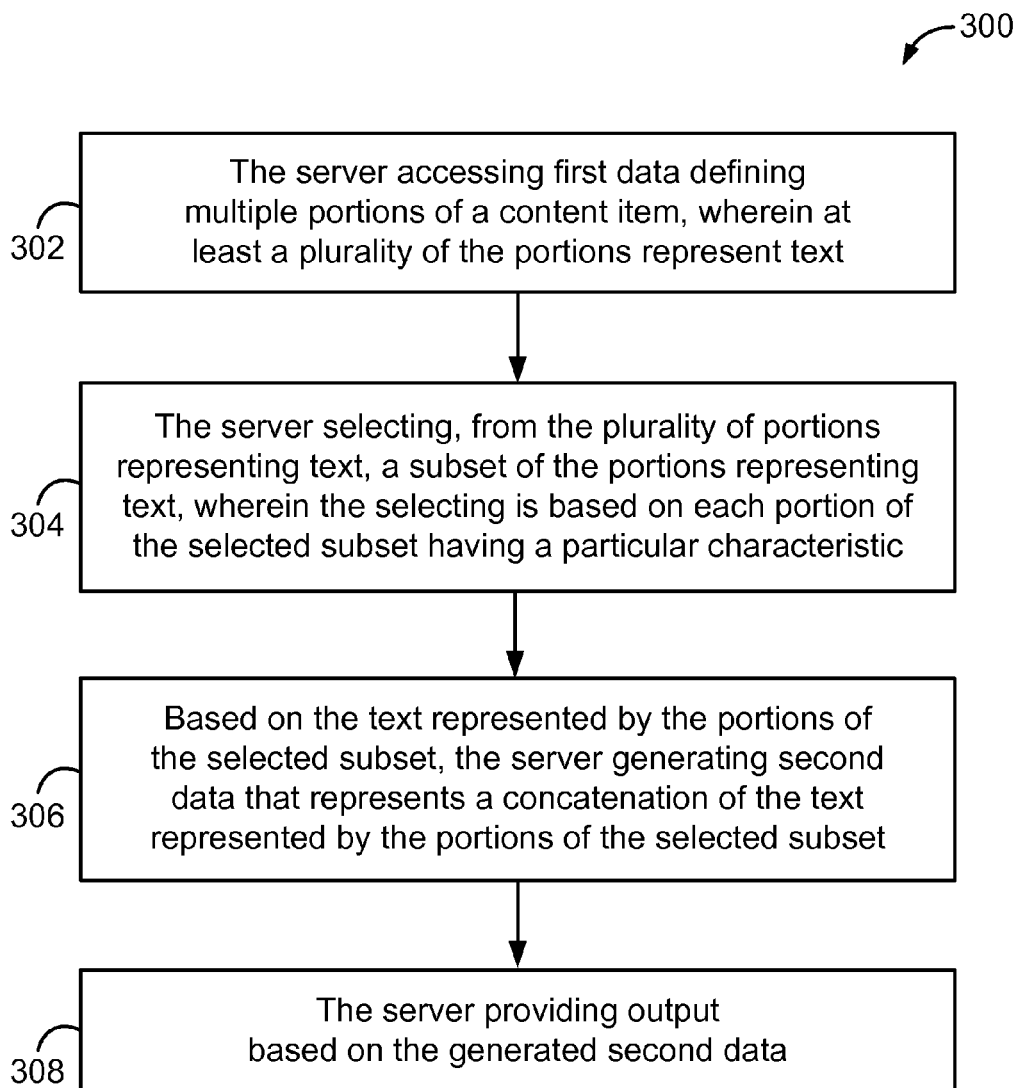 300
The server accessing first data defining
multiple portions of a content item, wherein at
least a plurality of the portions represent text
302
The server selecting, from the plurality of portions
representing text, a subset of the portions representing
text, wherein the selecting is based on each portion of
the selected subset having a particular characteristic
304
Based on the text represented by the portions of
the selected subset, the server generating second
data that represents a concatenation of the text
represented by the portions of the selected subset
306
The server providing output
based on the generated second data
308